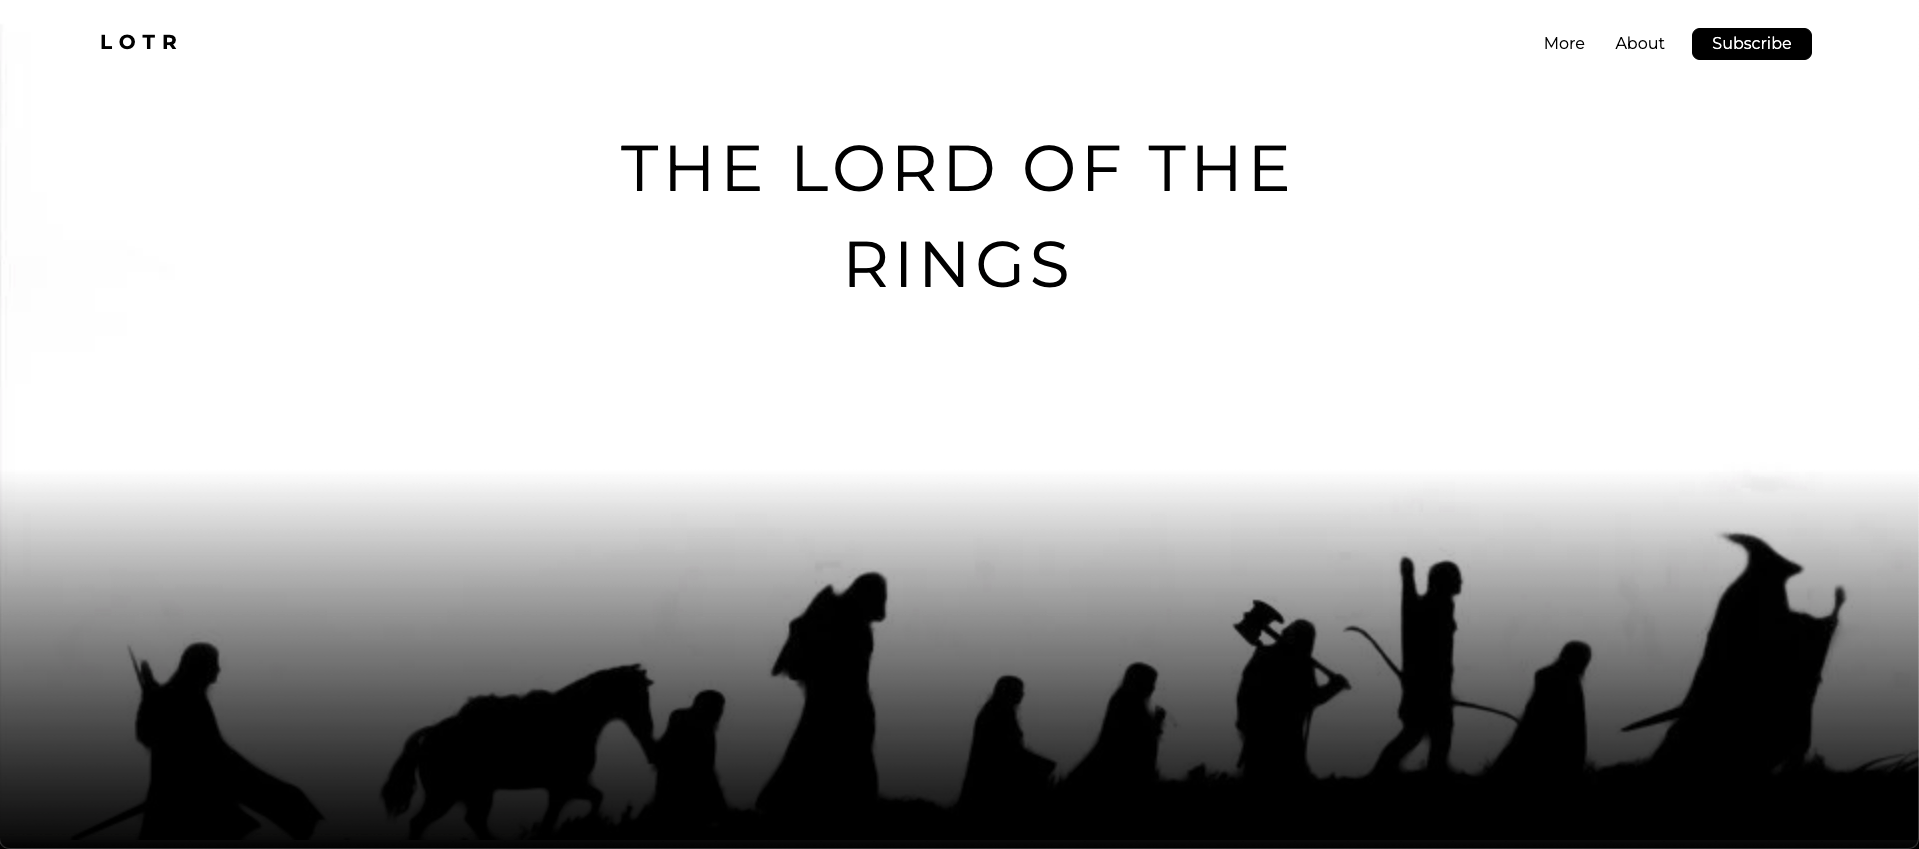 LOTR
More About Subscribe
THE LORD OF THE
RINGS